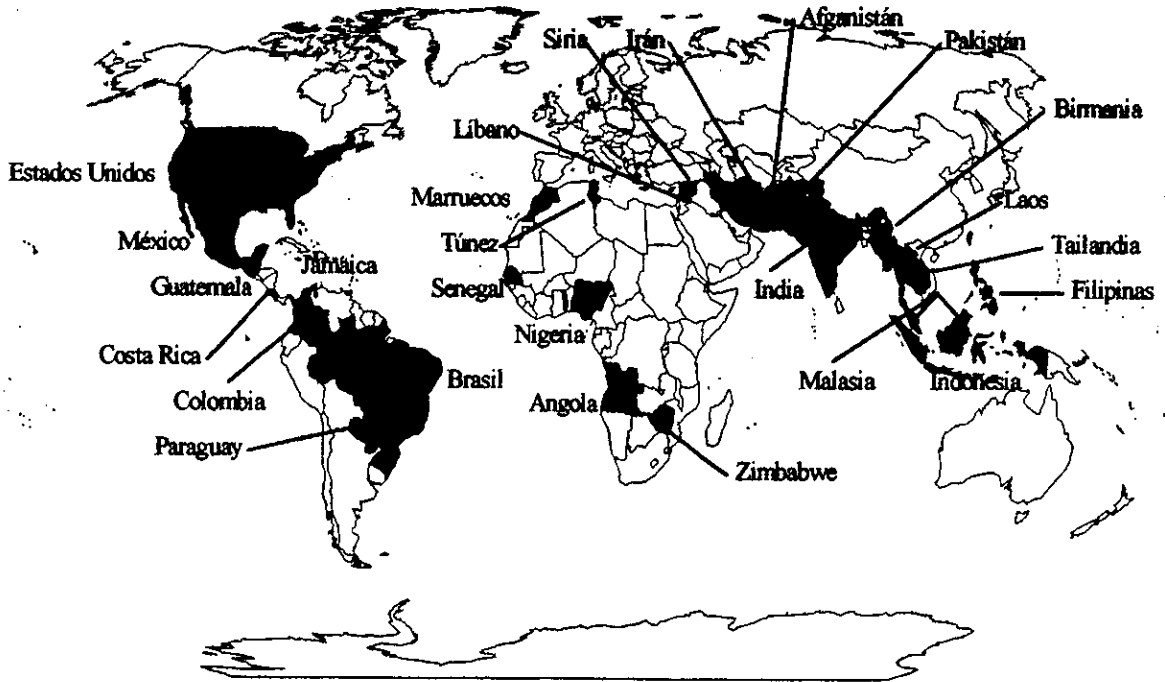 Afganistán
Siria
Irán
Pakistán
Birmania
Líbano
Estados Unidos
Marruecos
Laos
México
Túnez
Tailandia
Jamaica
Guatemala
Senegal
India
Filipinas
Nigeria
Costa Rica
Brasil
Malasia
Indonesia
Colombia
Angola
Paraguay
Zimbabwe